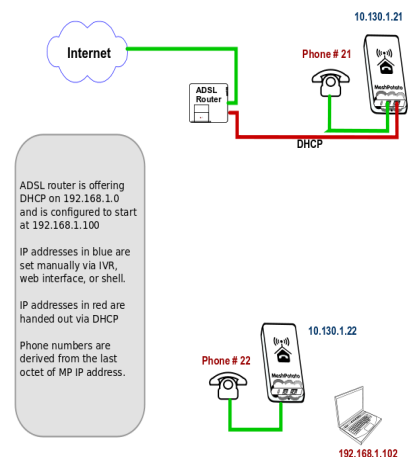 10.130.1.21
Internet
Phone # 21
ADSL
Router
MeshPotato
DHCP
ADSL router is offering
DHCP on 192.168.1.0
and is configured to start
at 192.168.1.100
IP addresses in blue are
set manually via IVR,
web interface, or shell.
IP addresses in red are
handed out via DHCP
Phone numbers are
derived from the last
octet of MP IP address.
10.130.1.22
Phone # 22
MeshPotato
192.168.1.102